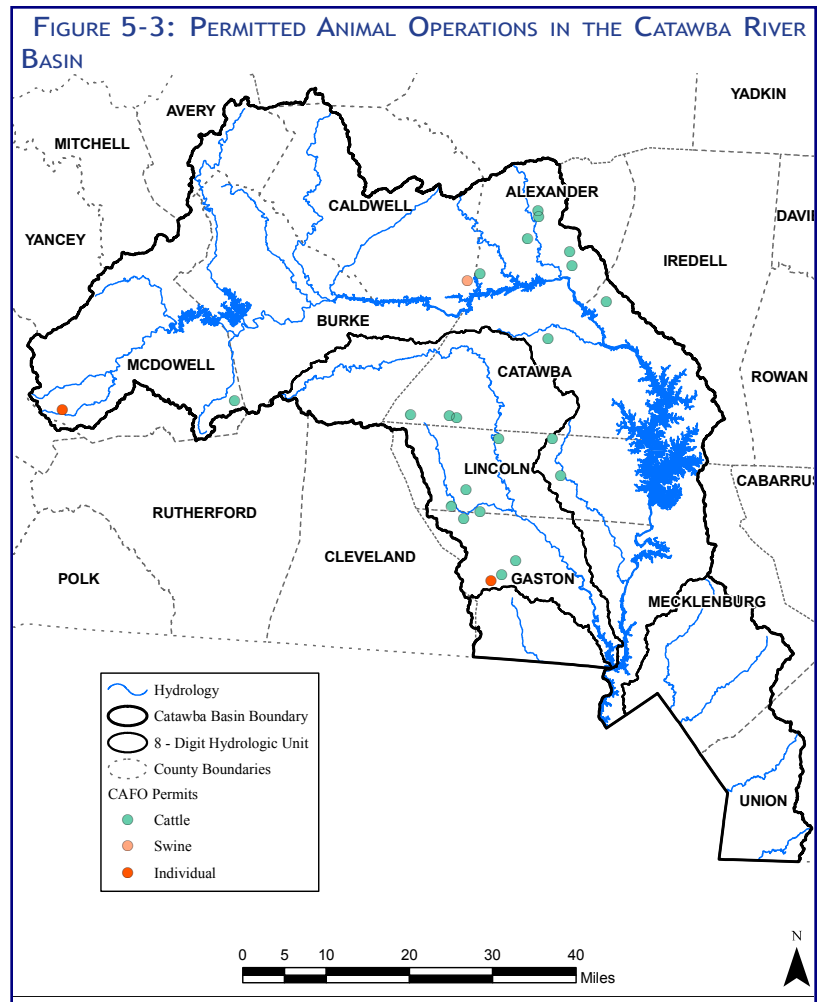 FIGURE 5-3: PERMITTED ANIMAL OPERATIONS IN THE CATAWBA RIVER
BASIN
YADKIN
AVERY
MITCHELL
ALEXANDER
CALDWELL
DAVID
YANCEY
IREDELL
BURKE
MCDOWELL
CATAWBA
ROWAN
LINCOLN
CABARRUS
RUTHERFORD
CLEVELAND
POLK
GASTON
MECKLENBURG
Hydrology
Catawba Basin Boundary
8 - Digit Hydrologic Unit
County Boundaries
CAFO Permits
Cattle
Swine
Individual
UNION
N
0 5 10 20 30 40
Miles